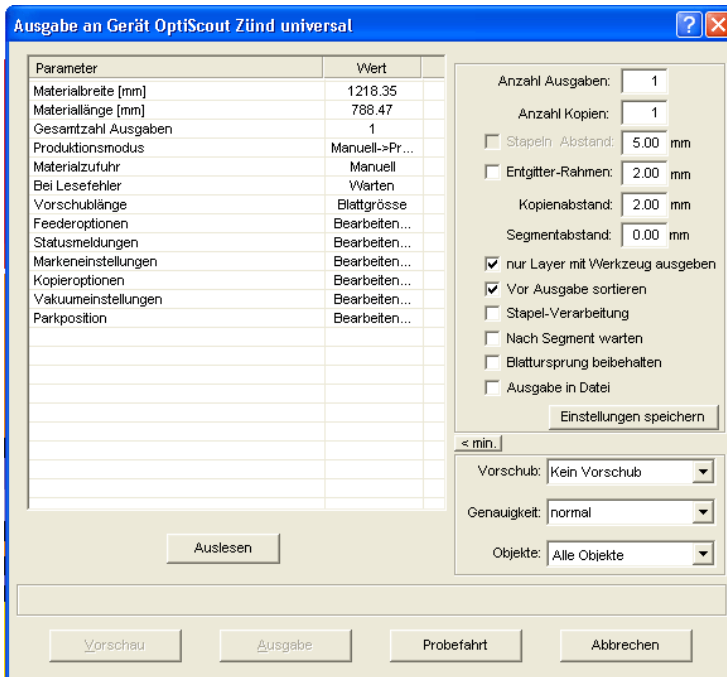 Ausgabe an Gerät OptiScout Zünd universal
Parameter Wert
Materialbreite [mm] 1218.35
Materiallänge [mm] 788.47
Gesamtzahl Ausgaben 1
Produktionsmodus Manuell->Pr...
Materialzufuhr Manuell
Bei Lesefehler Warten
Vorschublänge Blattgrösse
Feederoptionen Bearbeiten...
Statusmeldungen Bearbeiten...
Markeneinstellungen Bearbeiten...
Kopieroptionen Bearbeiten...
Vakuumeinstellungen Bearbeiten...
Parkposition Bearbeiten...
Auslesen
Anzahl Ausgaben: 1
Anzahl Kopien: 1
Stapeln Abstand: 5.00 mm
Entgitter-Rahmen: 2.00 mm
Kopienabstand: 2.00 mm
Segmentabstand: 0.00 mm
nur Layer mit Werkzeug ausgeben
Vor Ausgabe sortieren
Stapel-Verarbeitung
Nach Segment warten
Blattursprung beibehalten
Ausgabe in Datei
Einstellungen speichern
< min.
Vorschub: Kein Vorschub
Genauigkeit: normal
Objekte: Alle Objekte
Vorschau Ausgabe Probefahrt Abbrechen